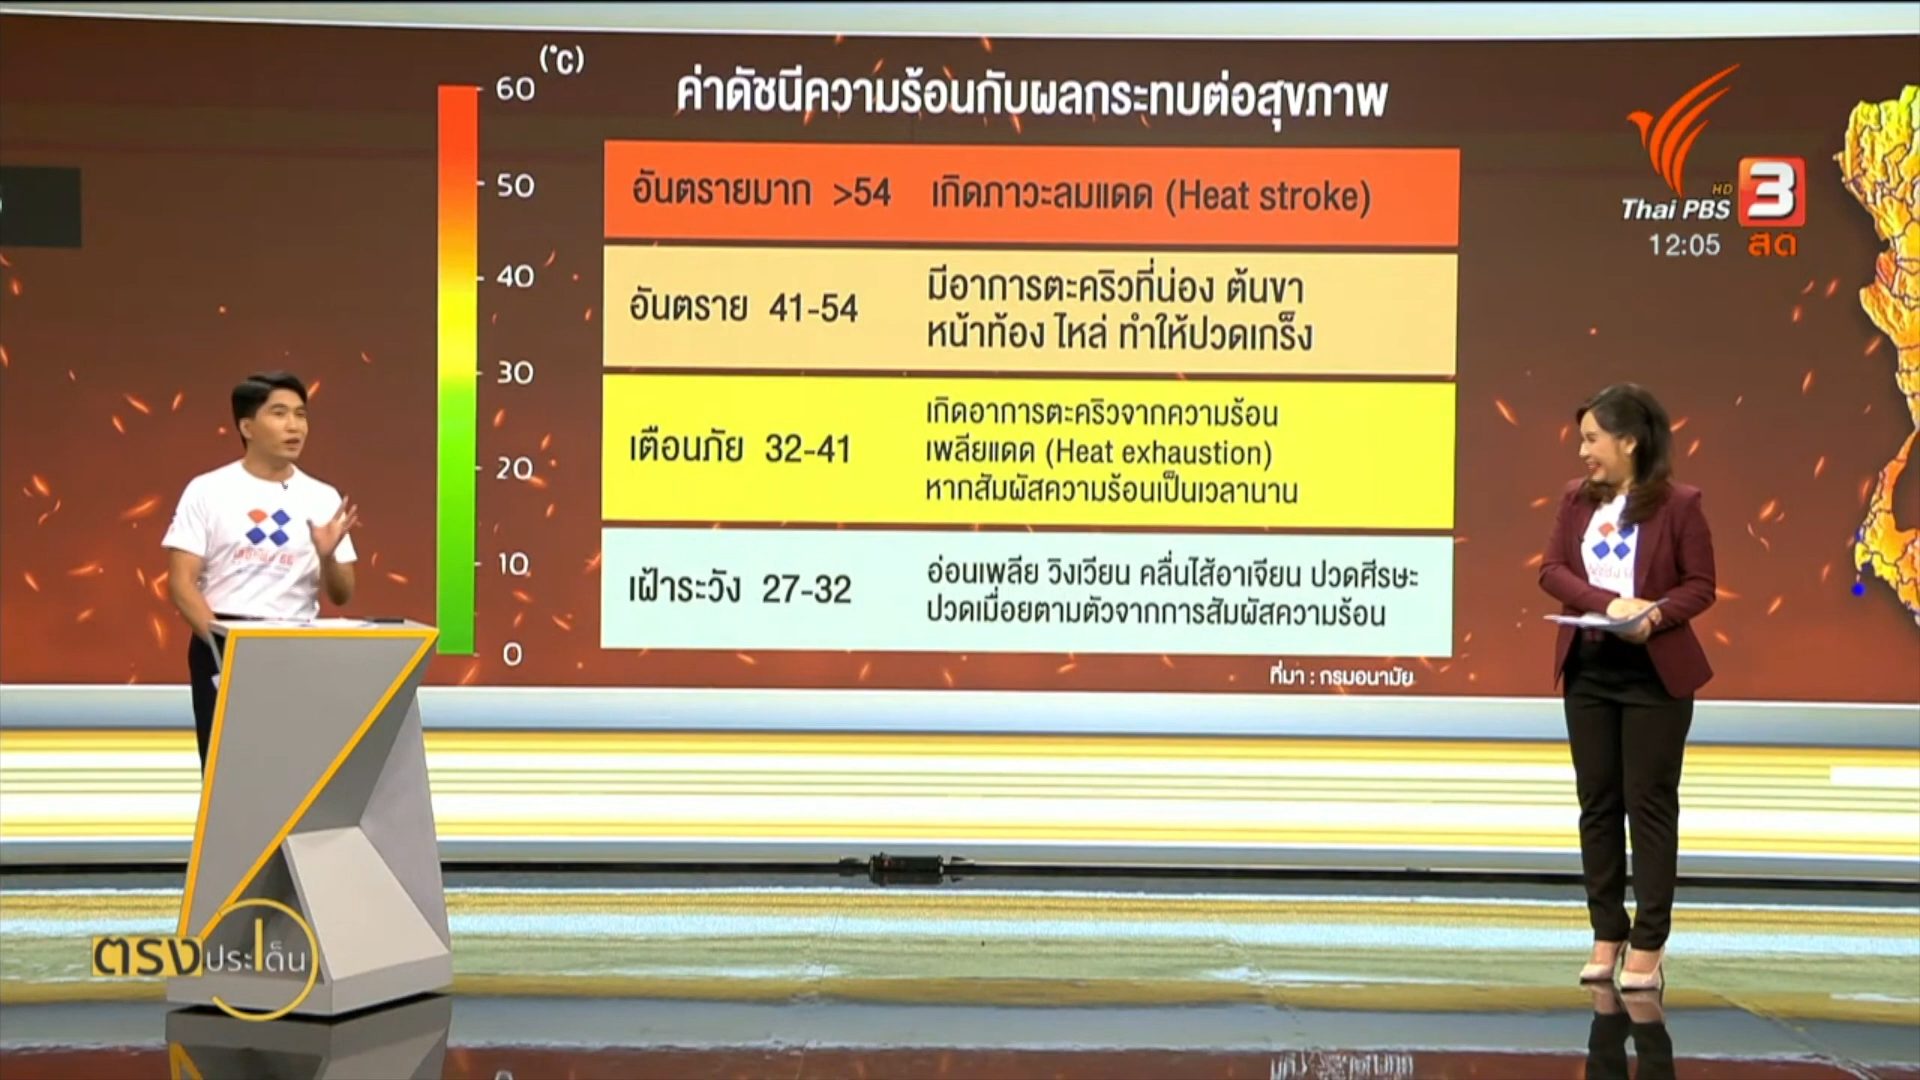 (°C)
60
50
40
30
20
10
0
ค่าดัชนีความร้อนกับผลกระทบต่อสุขภาพ
อันตรายมาก >54 เกิดภาวะลมแดด (Heat stroke)
อันตราย 41-54 มีอาการตะคริวที่น่อง ต้นขา
หน้าท้อง ไหล่ ทำให้ปวดเกร็ง
เตือนภัย 32-41 เกิดอาการตะคริวจากความร้อน
เพลียแดด (Heat exhaustion)
หากสัมผัสความร้อนเป็นเวลานาน
เฝ้าระวัง 27-32 อ่อนเพลีย วิงเวียน คลื่นไส้อาเจียน ปวดศีรษะ
ปวดเมื่อยตามตัวจากการสัมผัสความร้อน
ที่มา : กรมอนามัย
HD
Thai PBS 3
12:05 สด
ตรงประเด็น